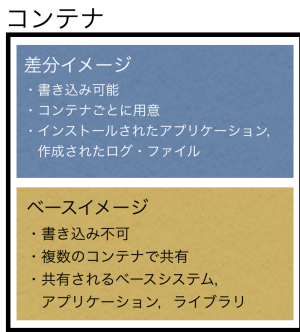 コンテナ
差分イメージ
・書き込み可能
・コンテナごとに用意
・インストールされたアプリケーション，
作成されたログ・ファイル
ベースイメージ
・書き込み不可
・複数のコンテナで共有
・共有されるベースシステム，
アプリケーション，ライブラリ